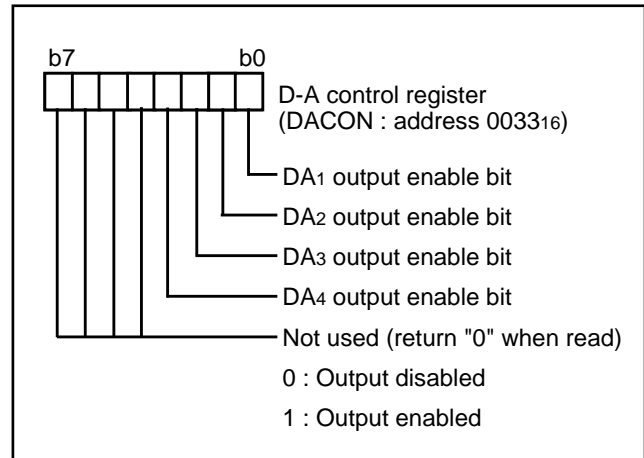 b7 b0
D-A control register
(DACON : address 003316)
DA1 output enable bit
DA2 output enable bit
DA3 output enable bit
DA4 output enable bit
Not used (return "0" when read)
0 : Output disabled
1 : Output enabled